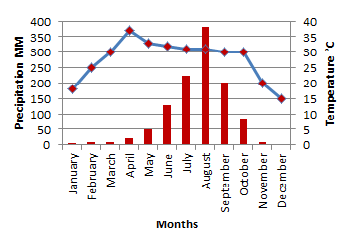 400
350
300
250
200
150
100
50
0
Precipitation MM
40
35
30
25
20
15
10
5
0
Temperature °C
January
February
March
April
May
June
July
August
September
October
November
December
Months